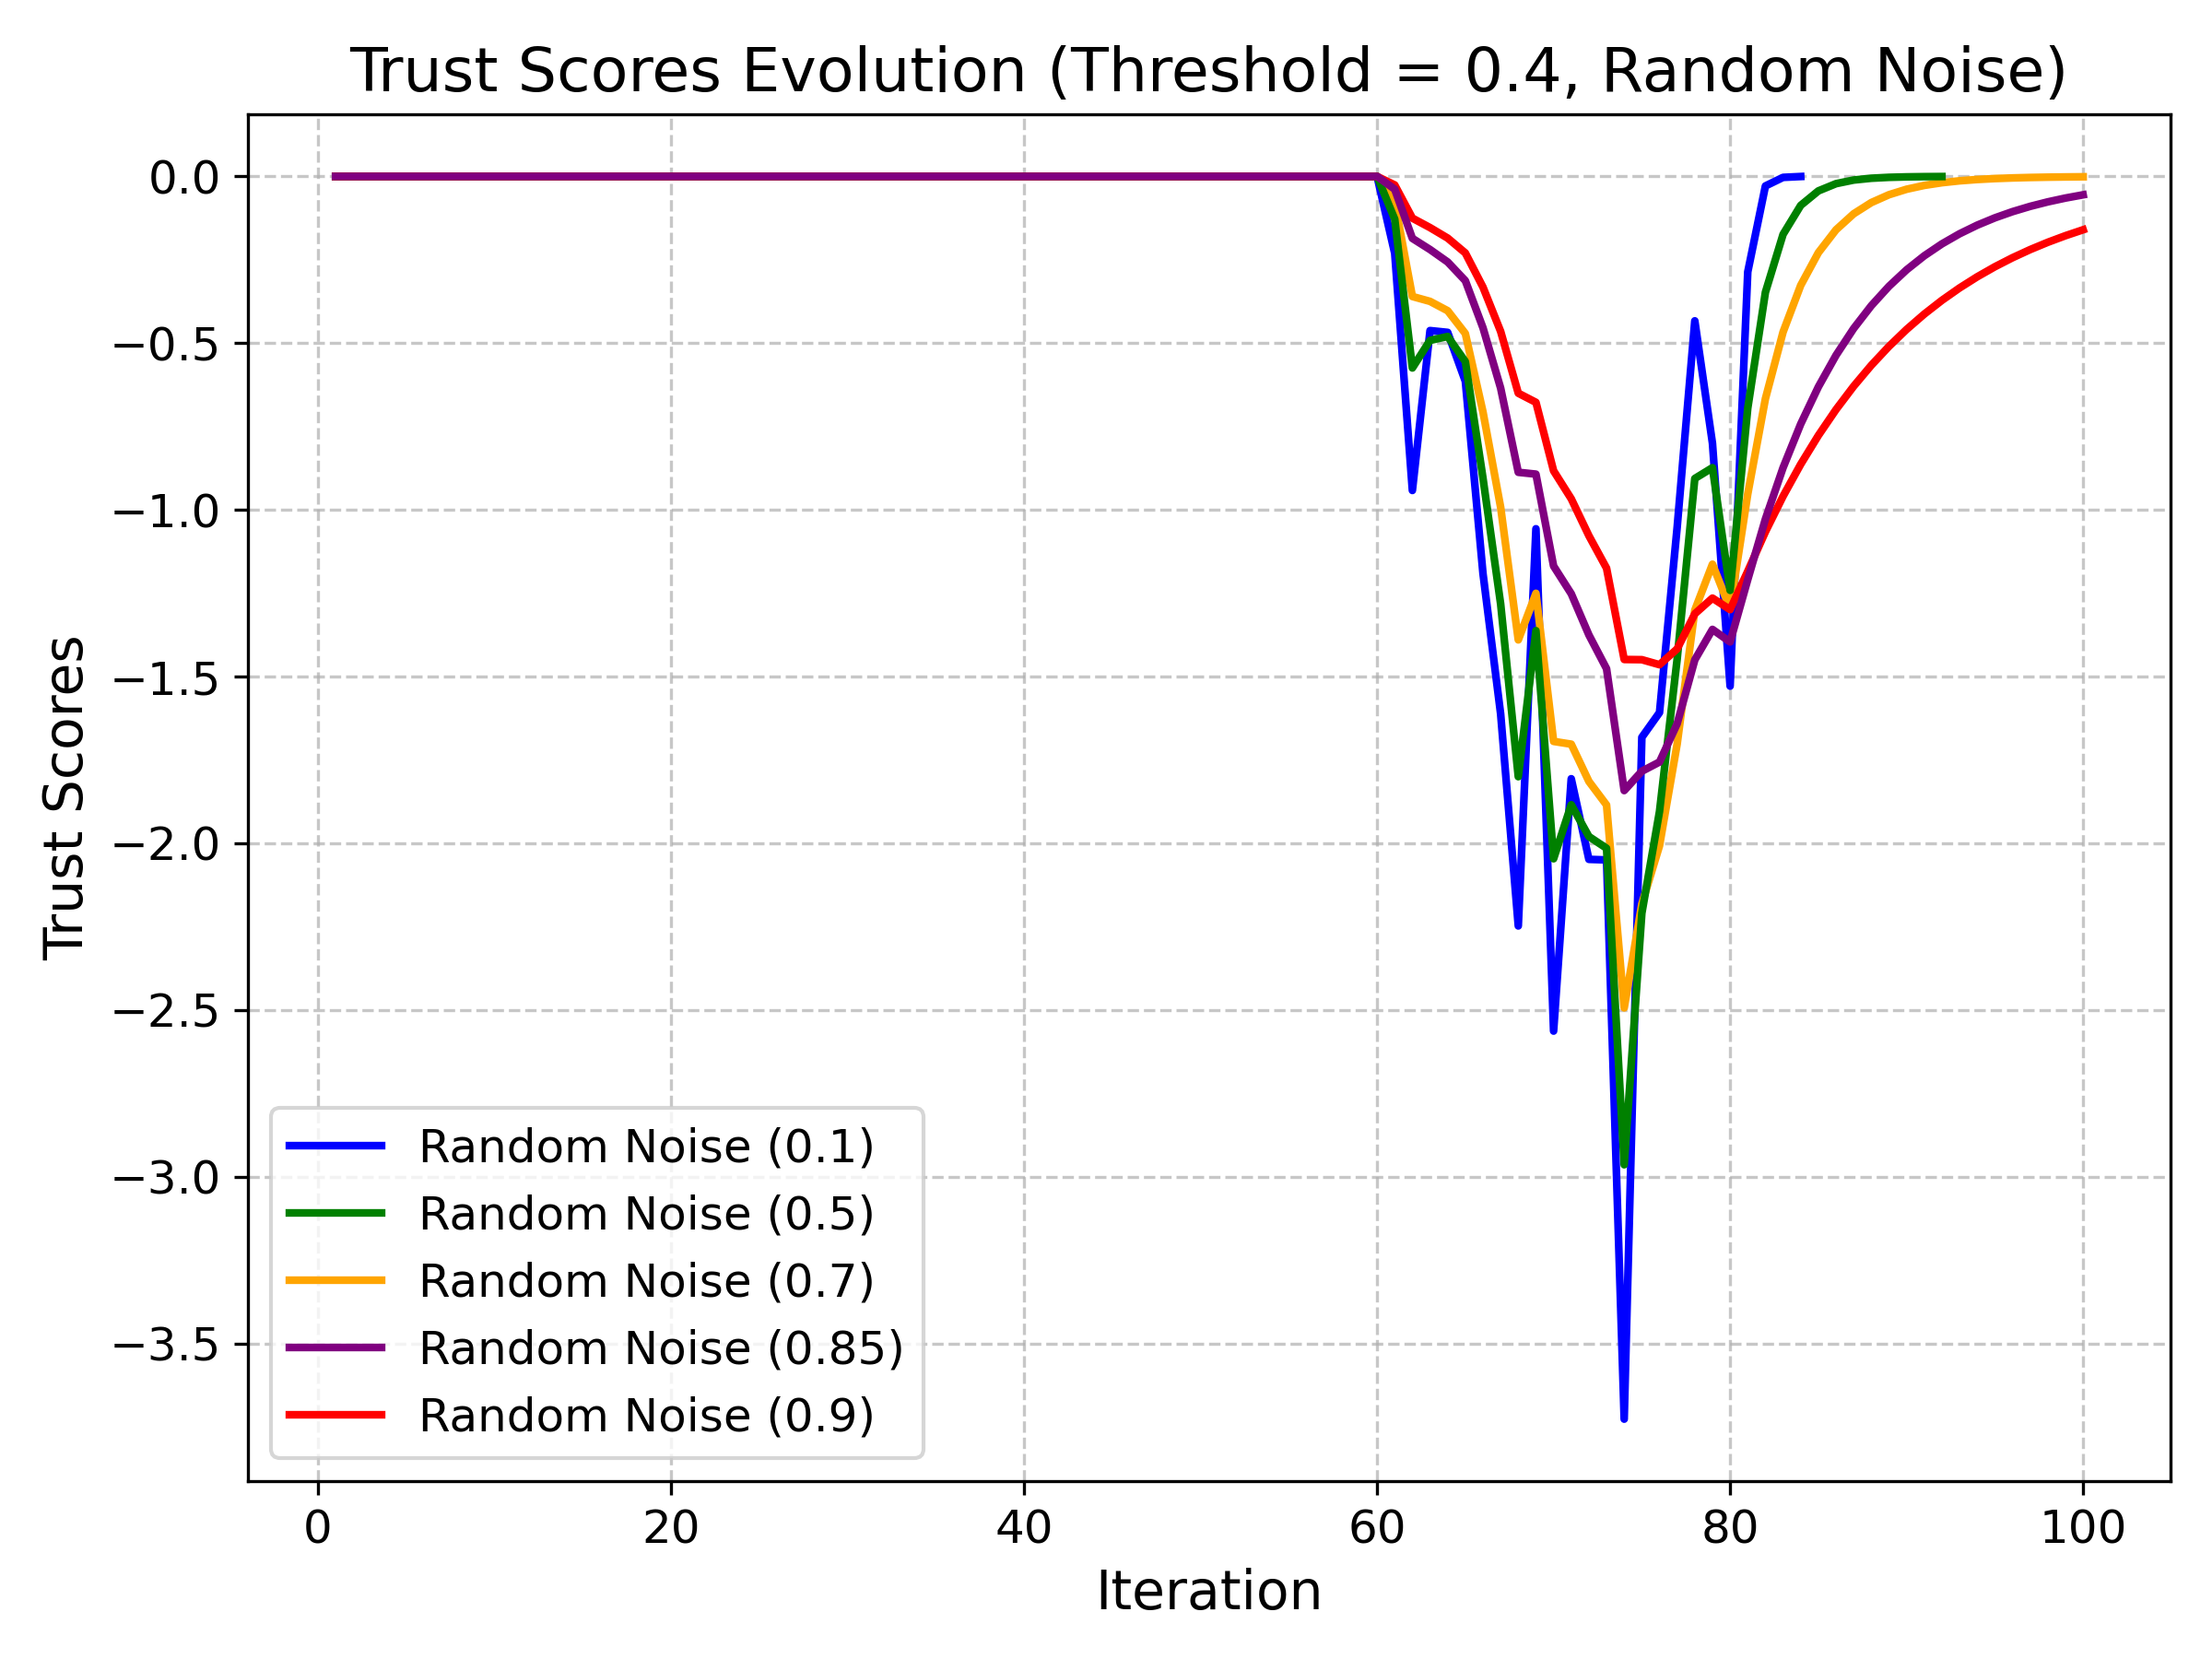 Trust Scores Evolution (Threshold = 0.4, Random Noise)
Trust Scores
0.0
−0.5
−1.0
−1.5
−2.0
−2.5
−3.0
−3.5
Random Noise (0.1)
Random Noise (0.5)
Random Noise (0.7)
Random Noise (0.85)
Random Noise (0.9)
0 20 40 60 80 100
Iteration